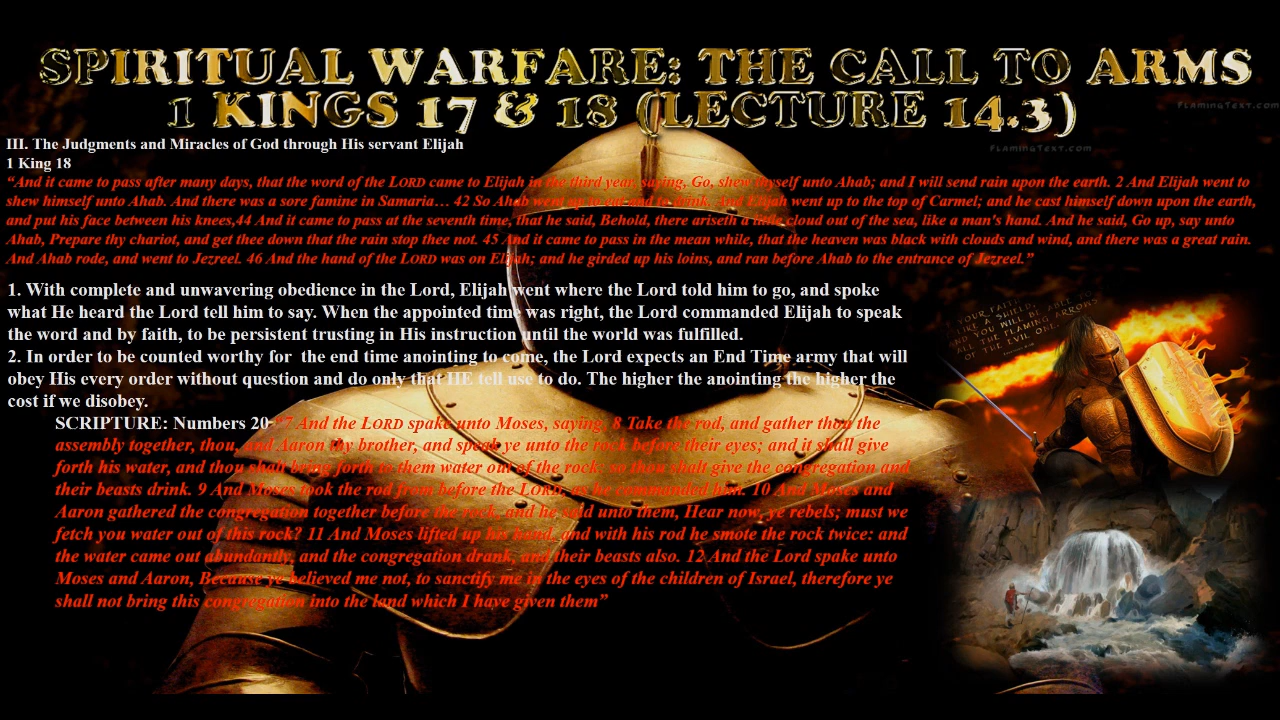 SPIRITUAL WARFARE: THE CALL TO ARMS
1 KINGS 17 & 18 (LECTURE 14.3)
FLAMINGTEXT.COM
FLAMINGTEXT.COM
III. The Judgments and Miracles of God through His servant Elijah
1 King 18
“And it came to pass after many days, that the word of the LORD came to Elijah in the third year, saying, Go, shew thyself unto Ahab; and I will send rain upon the earth. 2 And Elijah went to
shew himself unto Ahab. And there was a sore famine in Samaria… 42 So Ahab went up to eat and to drink. And Elijah went up to the top of Carmel; and he cast himself down upon the earth,
and put his face between his knees,44 And it came to pass at the seventh time, that he said, Behold, there ariseth a little cloud out of the sea, like a man's hand. And he said, Go up, say unto
Ahab, Prepare thy chariot, and get thee down that the rain stop thee not. 45 And it came to pass in the mean while, that the heaven was black with clouds and wind, and there was a great rain.
And Ahab rode, and went to Jezreel. 46 And the hand of the LORD was on Elijah; and he girded up his loins, and ran before Ahab to the entrance of Jezreel.”
1. With complete and unwavering obedience in the Lord, Elijah went where the Lord told him to go, and spoke
what He heard the Lord tell him to say. When the appointed time was right, the Lord commanded Elijah to speak
the word and by faith, to be persistent trusting in His instruction until the world was fulfilled.
2. In order to be counted worthy for the end time anointing to come, the Lord expects an End Time army that will
obey His every order without question and do only that HE tell use to do. The higher the anointing the higher the
cost if we disobey.
SCRIPTURE: Numbers 20 “7 And the LORD spake unto Moses, saying, 8 Take the rod, and gather thou the
assembly together, thou, and Aaron thy brother, and speak ye unto the rock before their eyes; and it shall give
forth his water, and thou shalt bring forth to them water out of the rock: so thou shalt give the congregation and
their beasts drink. 9 And Moses took the rod from before the LORD, as he commanded him. 10 And Moses and
Aaron gathered the congregation together before the rock, and he said unto them, Hear now, ye rebels; must we
fetch you water out of this rock? 11 And Moses lifted up his hand, and with his rod he smote the rock twice: and
the water came out abundantly, and the congregation drank, and their beasts also. 12 And the Lord spake unto
Moses and Aaron, Because ye believed me not, to sanctify me in the eyes of the children of Israel, therefore ye
shall not bring this congregation into the land which I have given them”
YOUR FAITH
LIKE A SHIELD,
AND YOU WILL BE ABLE TO
ALL THE FLAMING ARROWS
OF THE EVIL ONE.